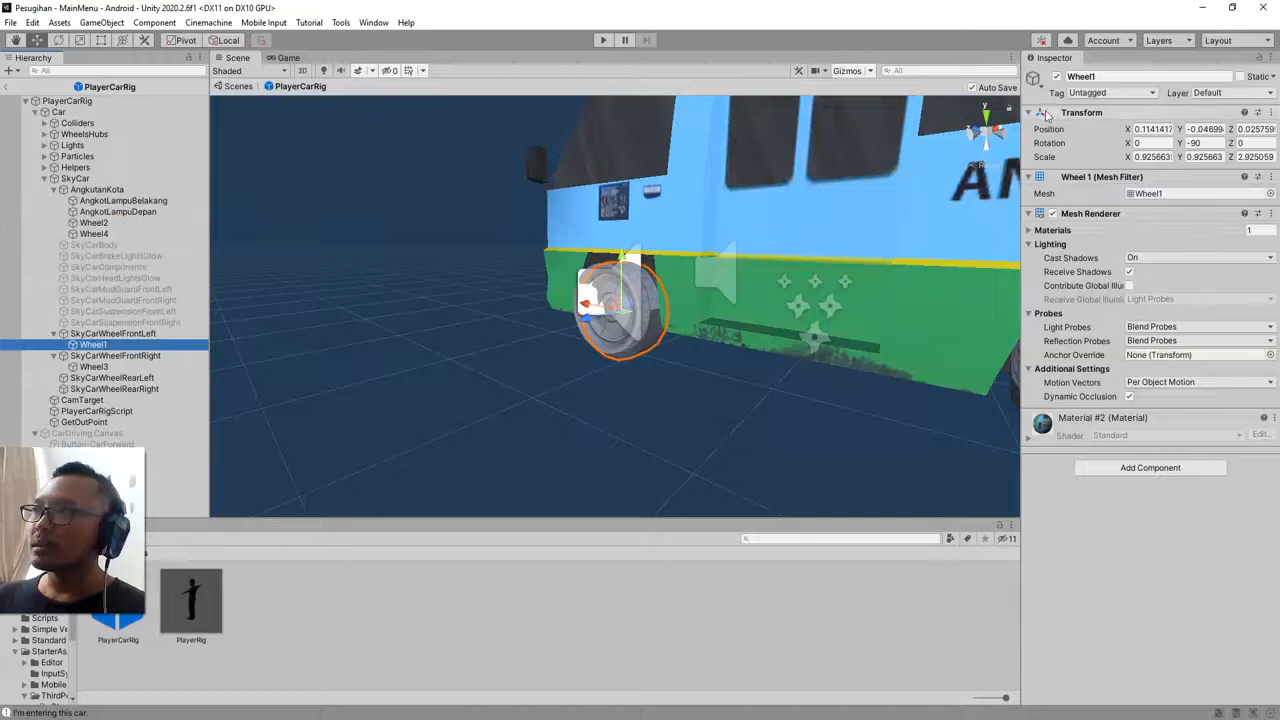 Pesugihan - MainMenu - Android - Unity 2020.2.6f1 <DX11 on DX10 GPU>
File Edit Assets GameObject Component Cinemachine Mobile Input Tutorial Tools Window Help
Pivot Local Account Layers Layout
Hierarchy Scene Game Inspector
All Shaded 2D 0 Gizmos All Wheel1 Static
PlayerCarRig Scenes PlayerCarRig Auto Save Tag Untagged Layer Default
PlayerCarRig
Car Transform
Colliders Position X 0.1141417 Y -0.04699 Z 0.025759
WheelsHubs Rotation X 0 Y -90 Z 0
Lights Scale X 0.925663 Y 0.925663 Z 2.925059
Particles
Helpers Wheel 1 (Mesh Filter)
SkyCar Mesh Wheel1
AngkutanKota
AngkotLampuBelakang Mesh Renderer
AngkotLampuDepan Materials 1
Wheel2 Lighting
Wheel4 Cast Shadows On
SkyCarBody Receive Shadows
SkyCarBrakeLightsGlow Contribute Global Illu
SkyCarComponents Receive Global Illumi Light Probes
SkyCarHeadLightsGlow Probes
SkyCarMudGuardFrontLeft Light Probes Blend Probes
SkyCarMudGuardFrontRight Reflection Probes Blend Probes
SkyCarSuspensionFrontLeft Anchor Override None (Transform)
SkyCarSuspensionFrontRight Additional Settings
SkyCarWheelFrontLeft Motion Vectors Per Object Motion
Wheel1 Dynamic Occlusion
SkyCarWheelFrontRight
Wheel3 Material #2 (Material)
SkyCarWheelRearLeft Shader Standard Edit...
SkyCarWheelRearRight
CamTarget Add Component
PlayerCarRigScript
GetOutPoint
CarDriving Canvas
Button-CarForward
AN
y
11
Scripts
Simple Ve
Standard
StarterAs
Editor
InputSy
Mobile
ThirdPe
PlayerCarRig PlayerRig
I'm entering this car.